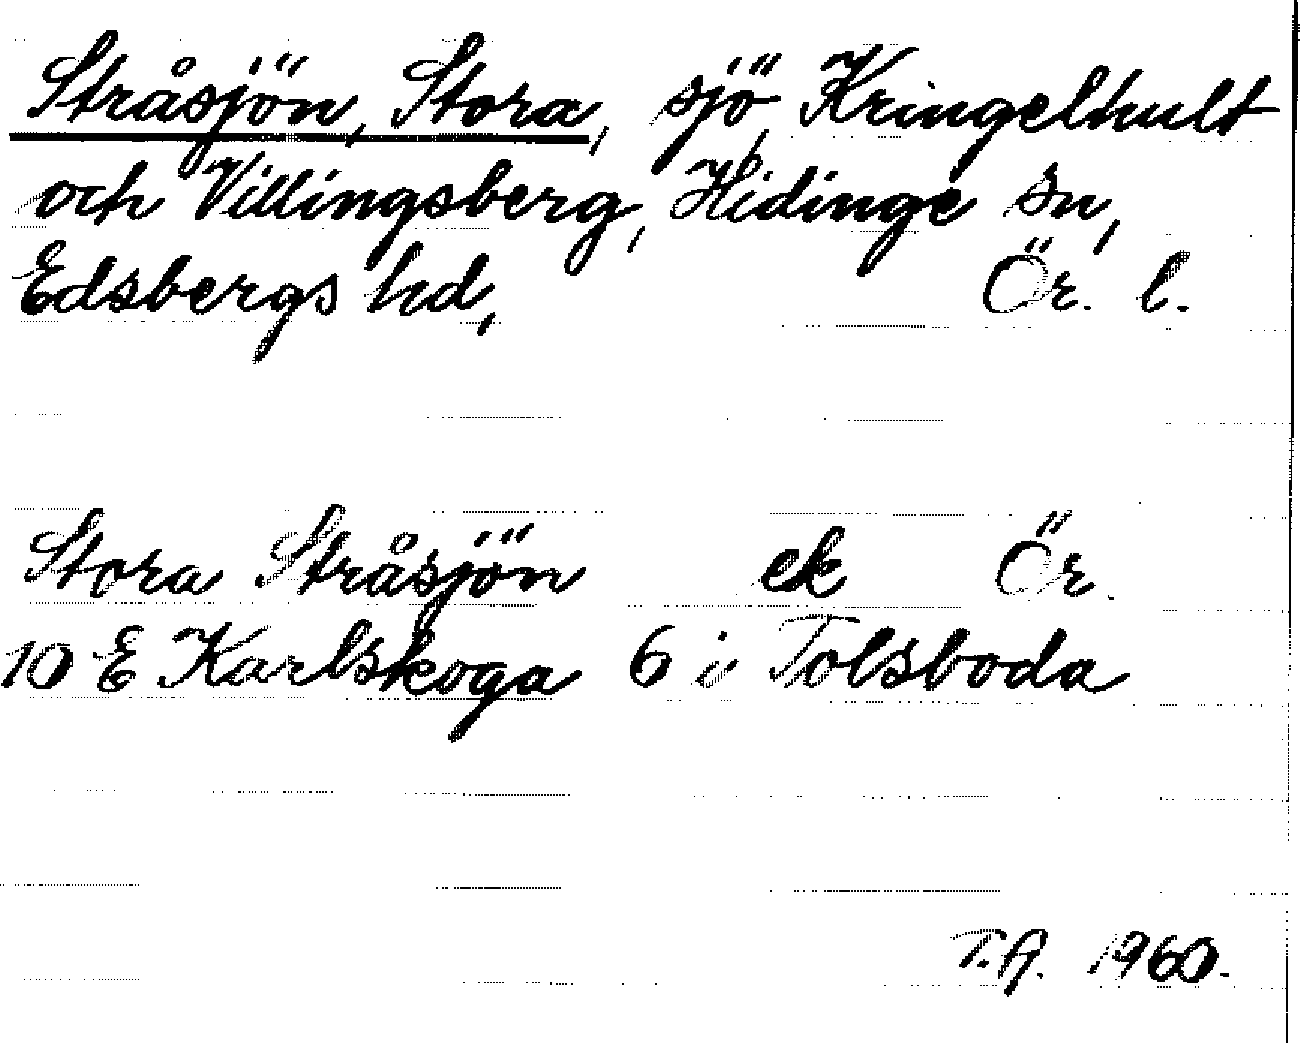 Stråsjön, Stora, sjö, Kringelhult
och Villingsberg, Hidinge sn,
Edsbergs hd, Ör. l.
Stora Stråsjön ek Ör.
10 E Karlskoga 6 i Tolsboda
T.A. 1960.